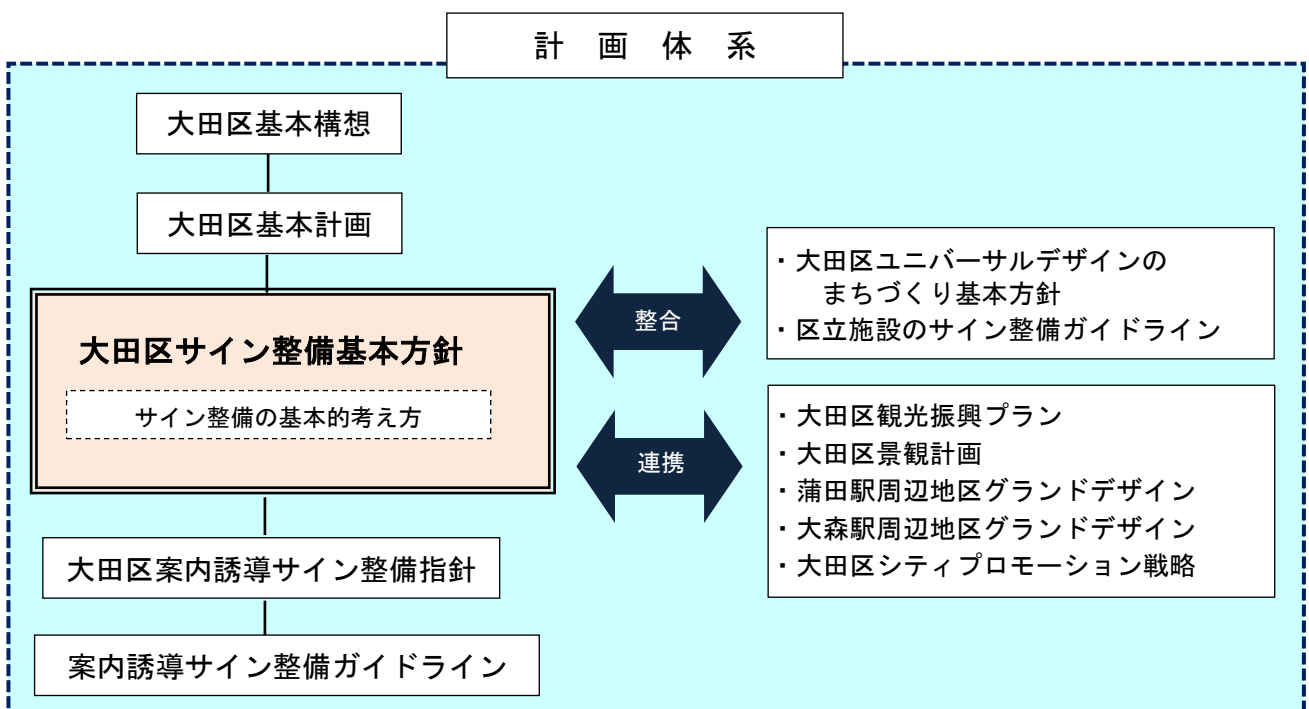 計画体系
大田区基本構想
大田区基本計画
大田区サイン整備基本方針
サイン整備の基本的考え方
大田区案内誘導サイン整備指針
案内誘導サイン整備ガイドライン
整合
・大田区ユニバーサルデザインの
まちづくり基本方針
・区立施設のサイン整備ガイドライン
連携
・大田区観光振興プラン
・大田区景観計画
・蒲田駅周辺地区グランドデザイン
・大森駅周辺地区グランドデザイン
・大田区シティプロモーション戦略